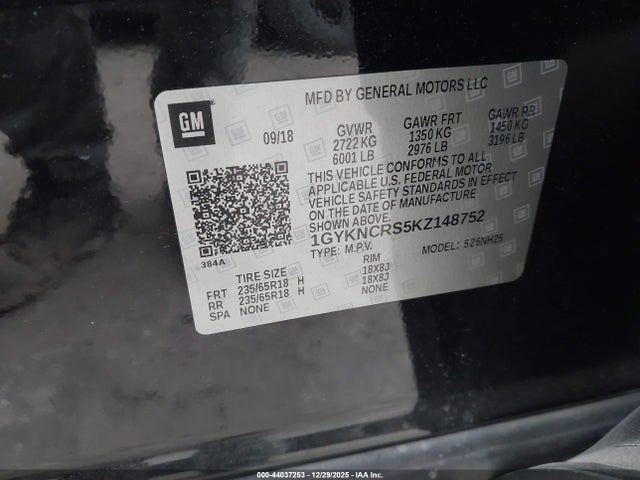 MFD BY GENERAL MOTORS LLC
GM
09/18
GVWR GAWR FRT GAWR RR
2722 KG 1350 KG 1450 KG
6001 LB 2976 LB 3196 LB
THIS VEHICLE CONFORMS TO ALL
APPLICABLE U.S. FEDERAL MOTOR
VEHICLE SAFETY STANDARDS IN EFFECT
ON THE DATE OF MANUFACTURE
SHOWN ABOVE.
1GYKNCRS5KZ148752
TYPE: M.P.V. MODEL: 526NH26
384A
TIRE SIZE RIM
FRT 235/65R18 H 18X8J
RR 235/65R18 H 18X8J
SPA NONE NONE
000-44037253 - 12/29/2025 - IAA Inc.